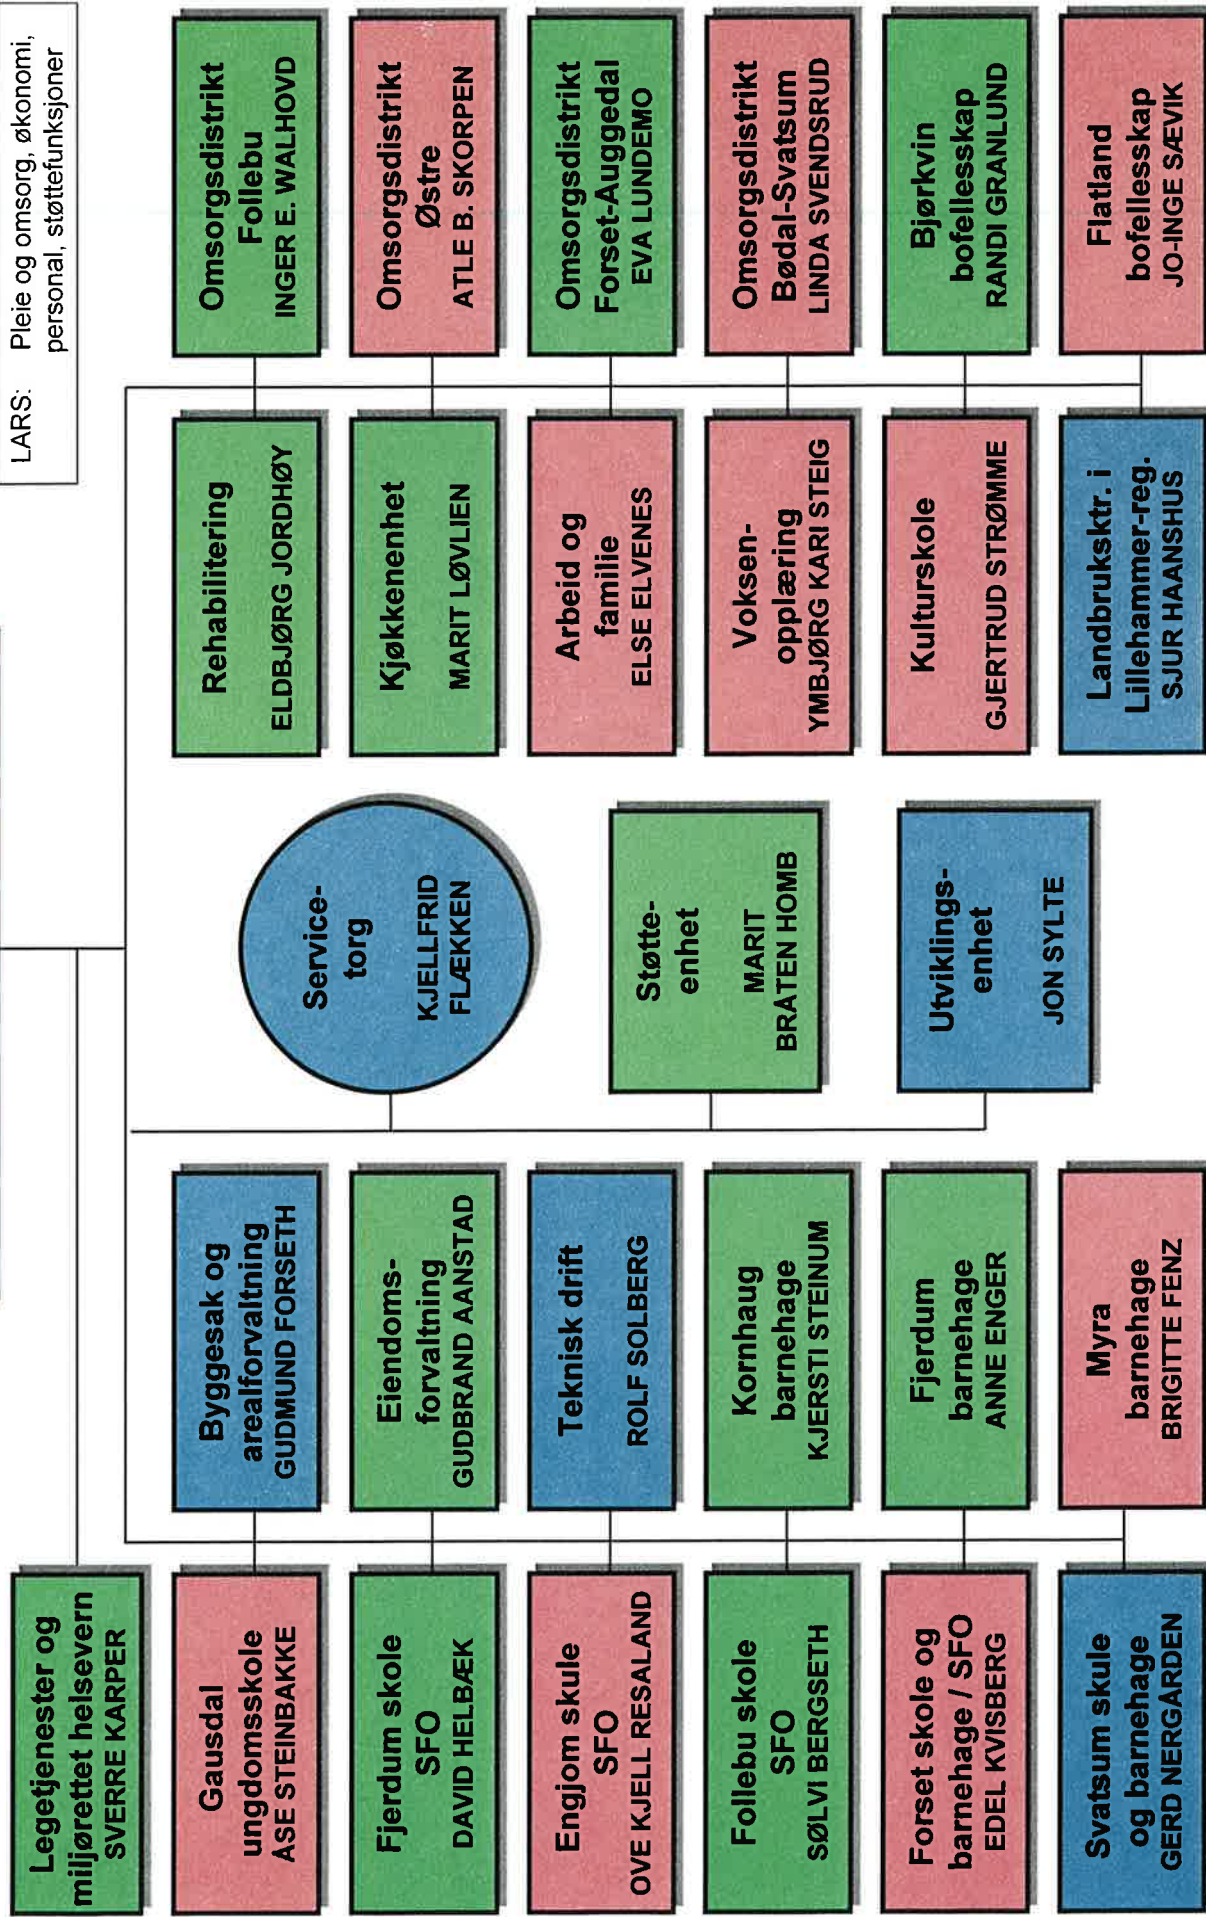 LARS: Pleie og omsorg, økonomi,
personal, støttefunksjoner
Legetjenester og
miljørettet helsevern
SVERRE KARPER
Gausdal
ungdomsskole
ÅSE STEINBAKKE
Byggesak og
arealforvaltning
GUDMUND FORSETH
Service-
torg
KJELLFRID
FLÆKKEN
Rehabilitering
ELDBJØRG JORDHØY
Omsorgsdistrikt
Follebu
INGER E. WALHOVD
Fjerdum skole
SFO
DAVID HELBÆK
Eiendoms-
forvaltning
GUDBRAND AANSTAD
Kjøkkenenhet
MARIT LØVLIEN
Omsorgsdistrikt
Østre
ATLE B. SKORPEN
Engjom skule
SFO
OVE KJELL RESALAND
Teknisk drift
ROLF SOLBERG
Støtte-
enhet
MARIT
BRÅTEN HOMB
Arbeid og
familie
ELSE ELVENES
Omsorgsdistrikt
Forset-Auggedal
EVA LUNDEMO
Follebu skole
SFO
SØLVI BERGSETH
Kornhaug
barnehage
KJERSTI STEINUM
Voksen-
opplæring
YMBJØRG KARI STEIG
Omsorgsdistrikt
Bødal-Svatsum
LINDA SVENDSRUD
Forset skole og
barnehage / SFO
EDEL KVISBERG
Fjerdum
barnehage
ANNE ENGER
Utviklings-
enhet
JON SYLTE
Kulturskole
GJERTRUD STRØMME
Bjørkvin
bofellesskap
RANDI GRANLUND
Svatsum skule
og barnehage
GERD NERGÅRDEN
Myra
barnehage
BRIGITTE FENZ
Landbruksktr. i
Lillehammer-reg.
SJUR HAANSHUS
Flatland
bofellesskap
JO-INGE SÆVIK